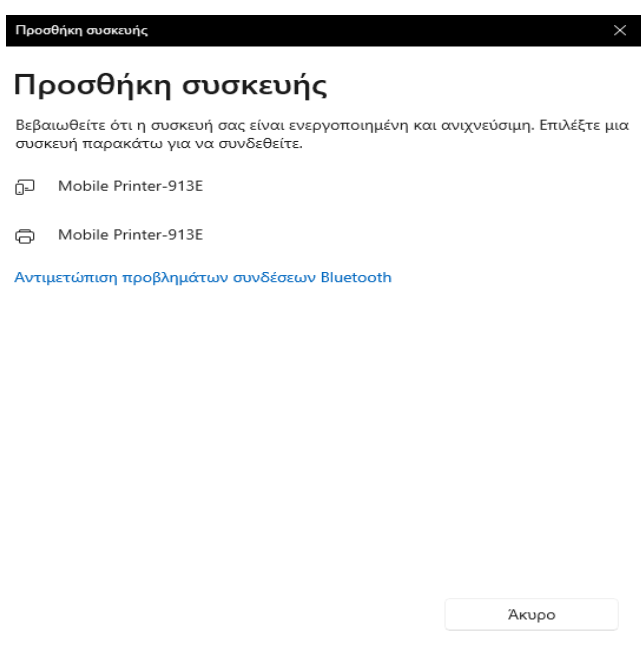 Προσθήκη συσκευής
Προσθήκη συσκευής
Βεβαιωθείτε ότι η συσκευή σας είναι ενεργοποιημένη και ανιχνεύσιμη. Επιλέξτε μια
συσκευή παρακάτω για να συνδεθείτε.
Mobile Printer-913E
Mobile Printer-913E
Αντιμετώπιση προβλημάτων συνδέσεων Bluetooth
Άκυρο